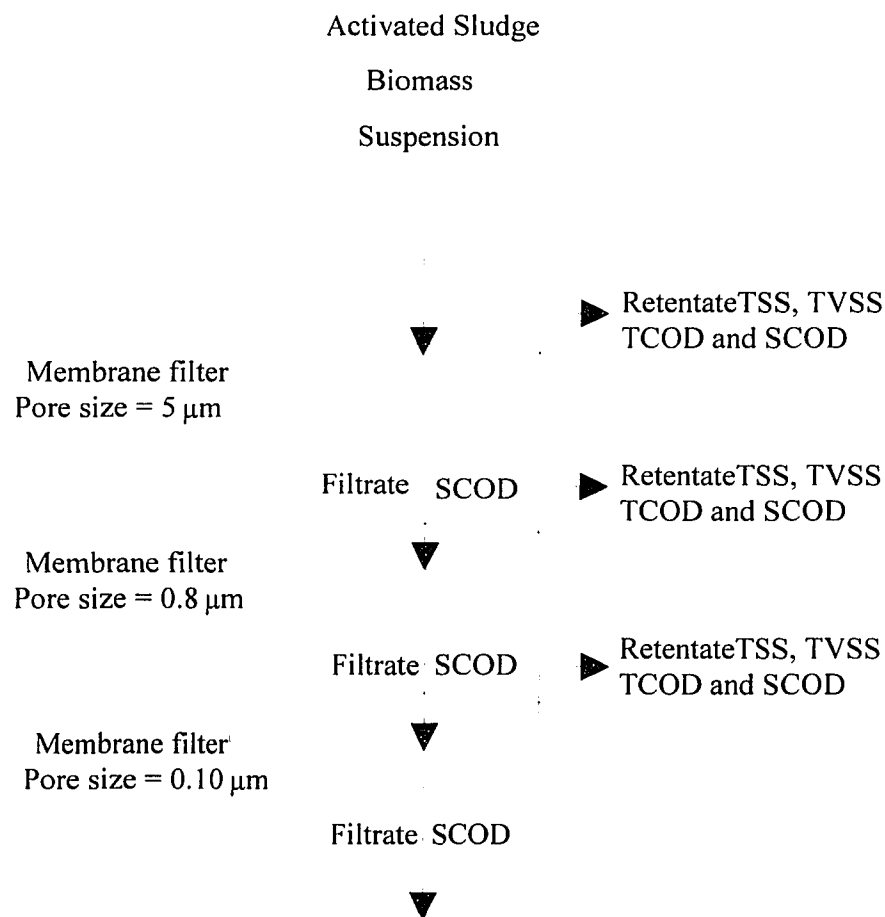 Activated Sludge
Biomass
Suspension
RetentateTSS, TVSS
TCOD and SCOD
Membrane filter
Pore size = 5 µm
Filtrate SCOD
RetentateTSS, TVSS
TCOD and SCOD
Membrane filter
Pore size = 0.8 µm
Filtrate SCOD
RetentateTSS, TVSS
TCOD and SCOD
Membrane filter
Pore size = 0.10 µm
Filtrate SCOD